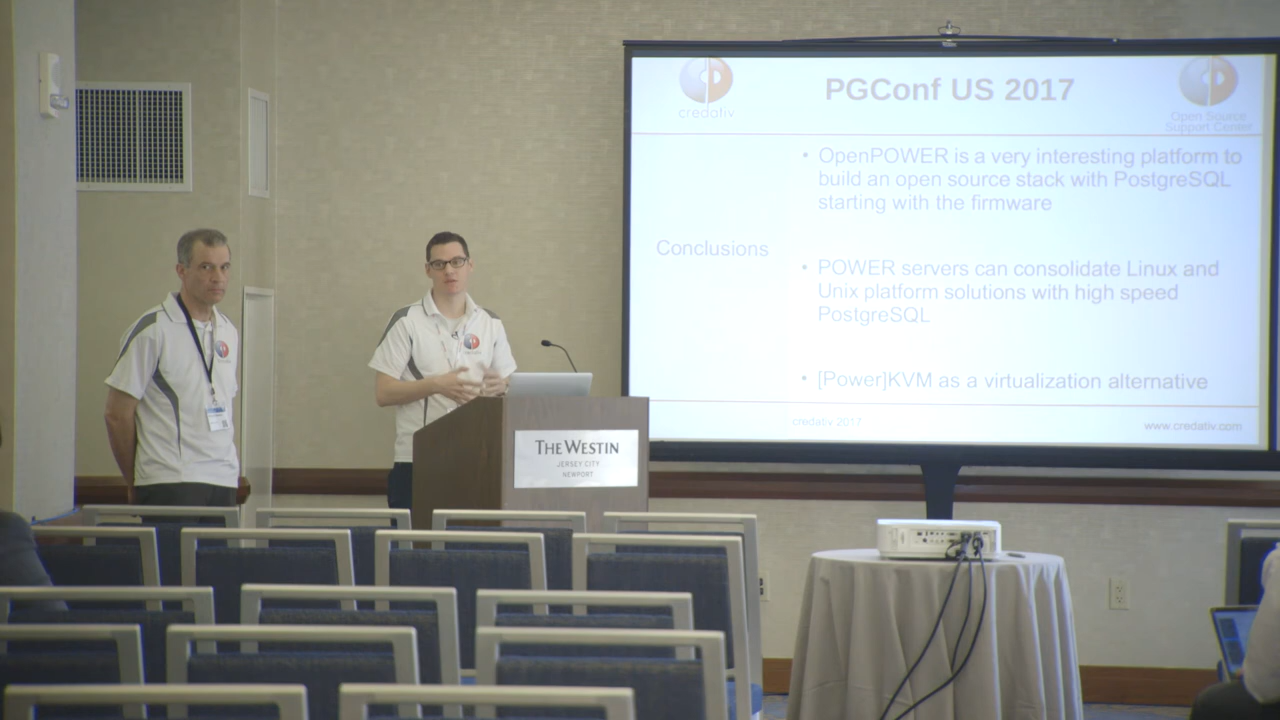 credativ
PGConf US 2017
Open Source
Support Center
Conclusions
• OpenPOWER is a very interesting platform to
build an open source stack with PostgreSQL
starting with the firmware
• POWER servers can consolidate Linux and
Unix platform solutions with high speed
PostgreSQL
• [Power]KVM as a virtualization alternative
credativ 2017
www.credativ.com
THE WESTIN
JERSEY CITY
NEWPORT